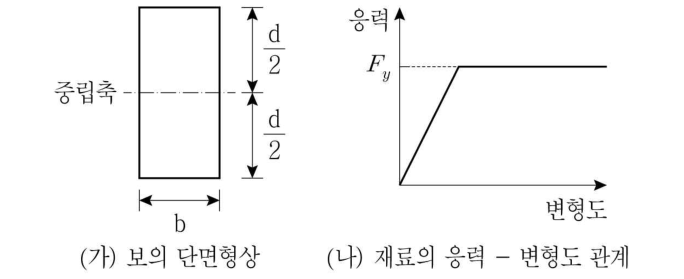 d/2
중립축
d/2
b
(가) 보의 단면형상
응력
F_y
변형도
(나) 재료의 응력 - 변형도 관계